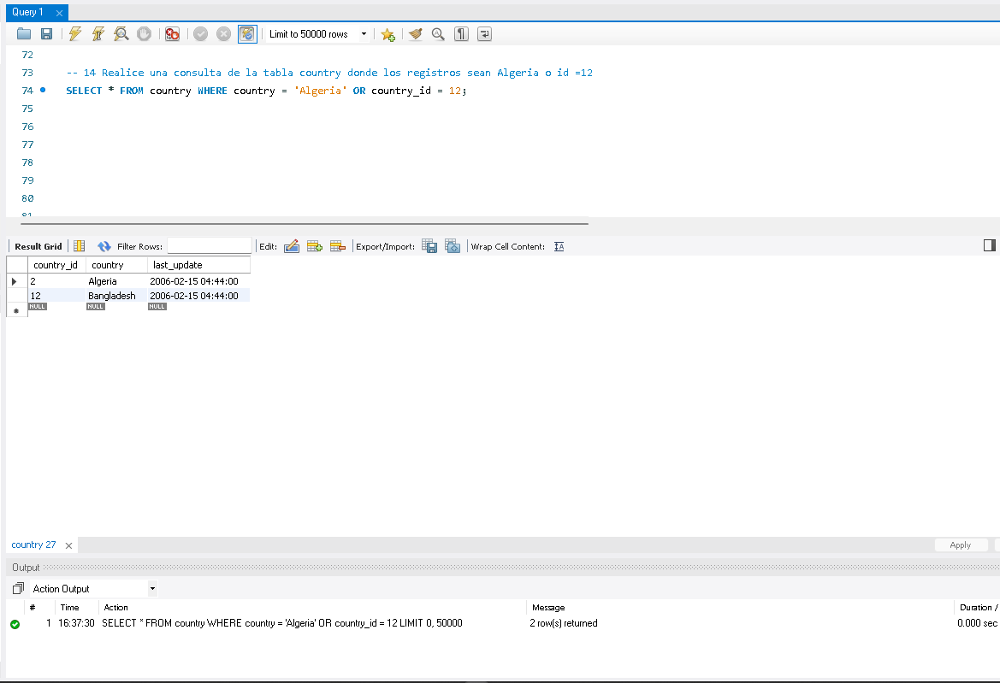 Query 1
Limit to 50000 rows
72
73 -- 14 Realice una consulta de la tabla country donde los registros sean Algeria o id =12
74 SELECT * FROM country WHERE country = 'Algeria' OR country_id = 12;
75
76
77
78
79
80
81
Result Grid Filter Rows: Edit: Export/Import: Wrap Cell Content:
country_id country last_update
2 Algeria 2006-02-15 04:44:00
12 Bangladesh 2006-02-15 04:44:00
NULL NULL NULL
country 27 Apply
Output
Action Output
# Time Action Message Duration /
1 16:37:30 SELECT * FROM country WHERE country = 'Algeria' OR country_id = 12 LIMIT 0, 50000 2 row(s) returned 0.000 sec